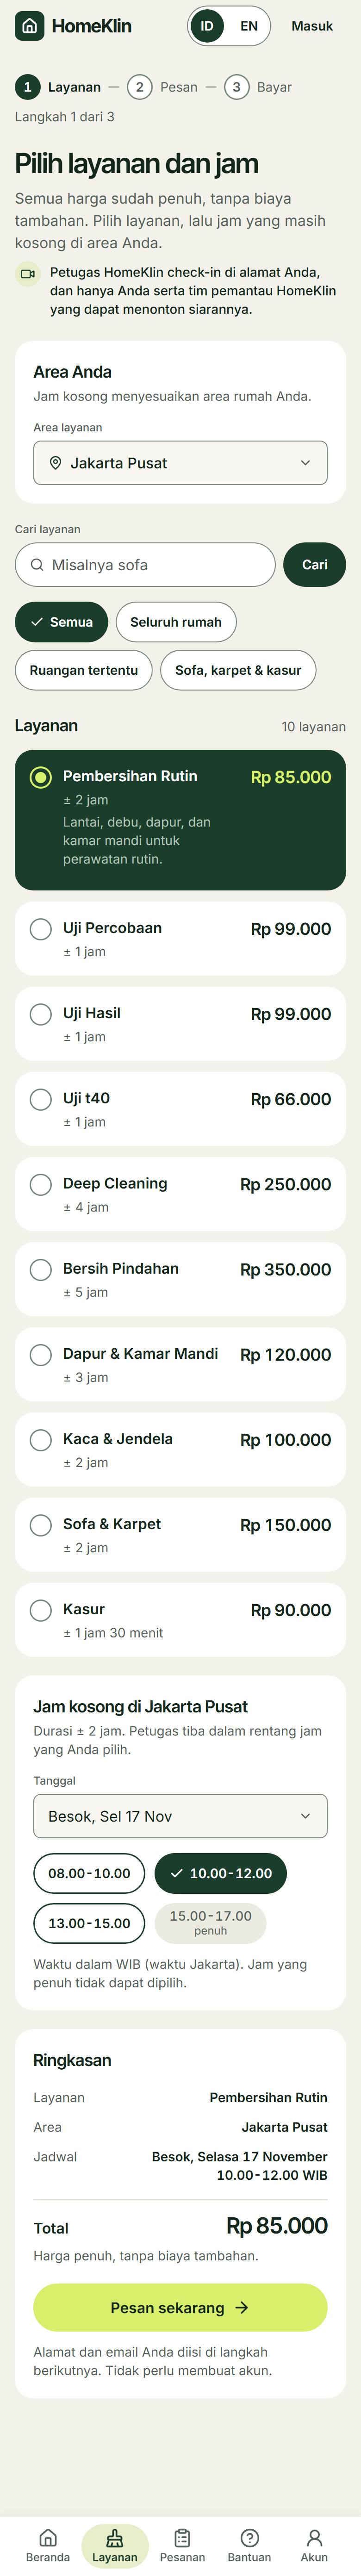 HomeKlin
ID EN Masuk
1 Layanan — 2 Pesan — 3 Bayar
Langkah 1 dari 3
Pilih layanan dan jam
Semua harga sudah penuh, tanpa biaya
tambahan. Pilih layanan, lalu jam yang masih
kosong di area Anda.
Petugas HomeKlin check-in di alamat Anda,
dan hanya Anda serta tim pemantau HomeKlin
yang dapat menonton siarannya.
Area Anda
Jam kosong menyesuaikan area rumah Anda.
Area layanan
Jakarta Pusat
Cari layanan
Misalnya sofa
Cari
Semua
Seluruh rumah
Ruangan tertentu
Sofa, karpet & kasur
Layanan
10 layanan
Pembersihan Rutin
Rp 85.000
± 2 jam
Lantai, debu, dapur, dan
kamar mandi untuk
perawatan rutin.
Uji Percobaan
Rp 99.000
± 1 jam
Uji Hasil
Rp 99.000
± 1 jam
Uji t40
Rp 66.000
± 1 jam
Deep Cleaning
Rp 250.000
± 4 jam
Bersih Pindahan
Rp 350.000
± 5 jam
Dapur & Kamar Mandi
Rp 120.000
± 3 jam
Kaca & Jendela
Rp 100.000
± 2 jam
Sofa & Karpet
Rp 150.000
± 2 jam
Kasur
Rp 90.000
± 1 jam 30 menit
Jam kosong di Jakarta Pusat
Durasi ± 2 jam. Petugas tiba dalam rentang jam
yang Anda pilih.
Tanggal
Besok, Sel 17 Nov
08.00-10.00
10.00-12.00
13.00-15.00
15.00-17.00
penuh
Waktu dalam WIB (waktu Jakarta). Jam yang
penuh tidak dapat dipilih.
Ringkasan
Layanan
Pembersihan Rutin
Area
Jakarta Pusat
Jadwal
Besok, Selasa 17 November
10.00-12.00 WIB
Total
Rp 85.000
Harga penuh, tanpa biaya tambahan.
Pesan sekarang →
Alamat dan email Anda diisi di langkah
berikutnya. Tidak perlu membuat akun.
Beranda
Layanan
Pesanan
Bantuan
Akun